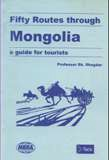 Fifty Routes through
Mongolia
a guide for tourists
Professor Sh. Shagdar